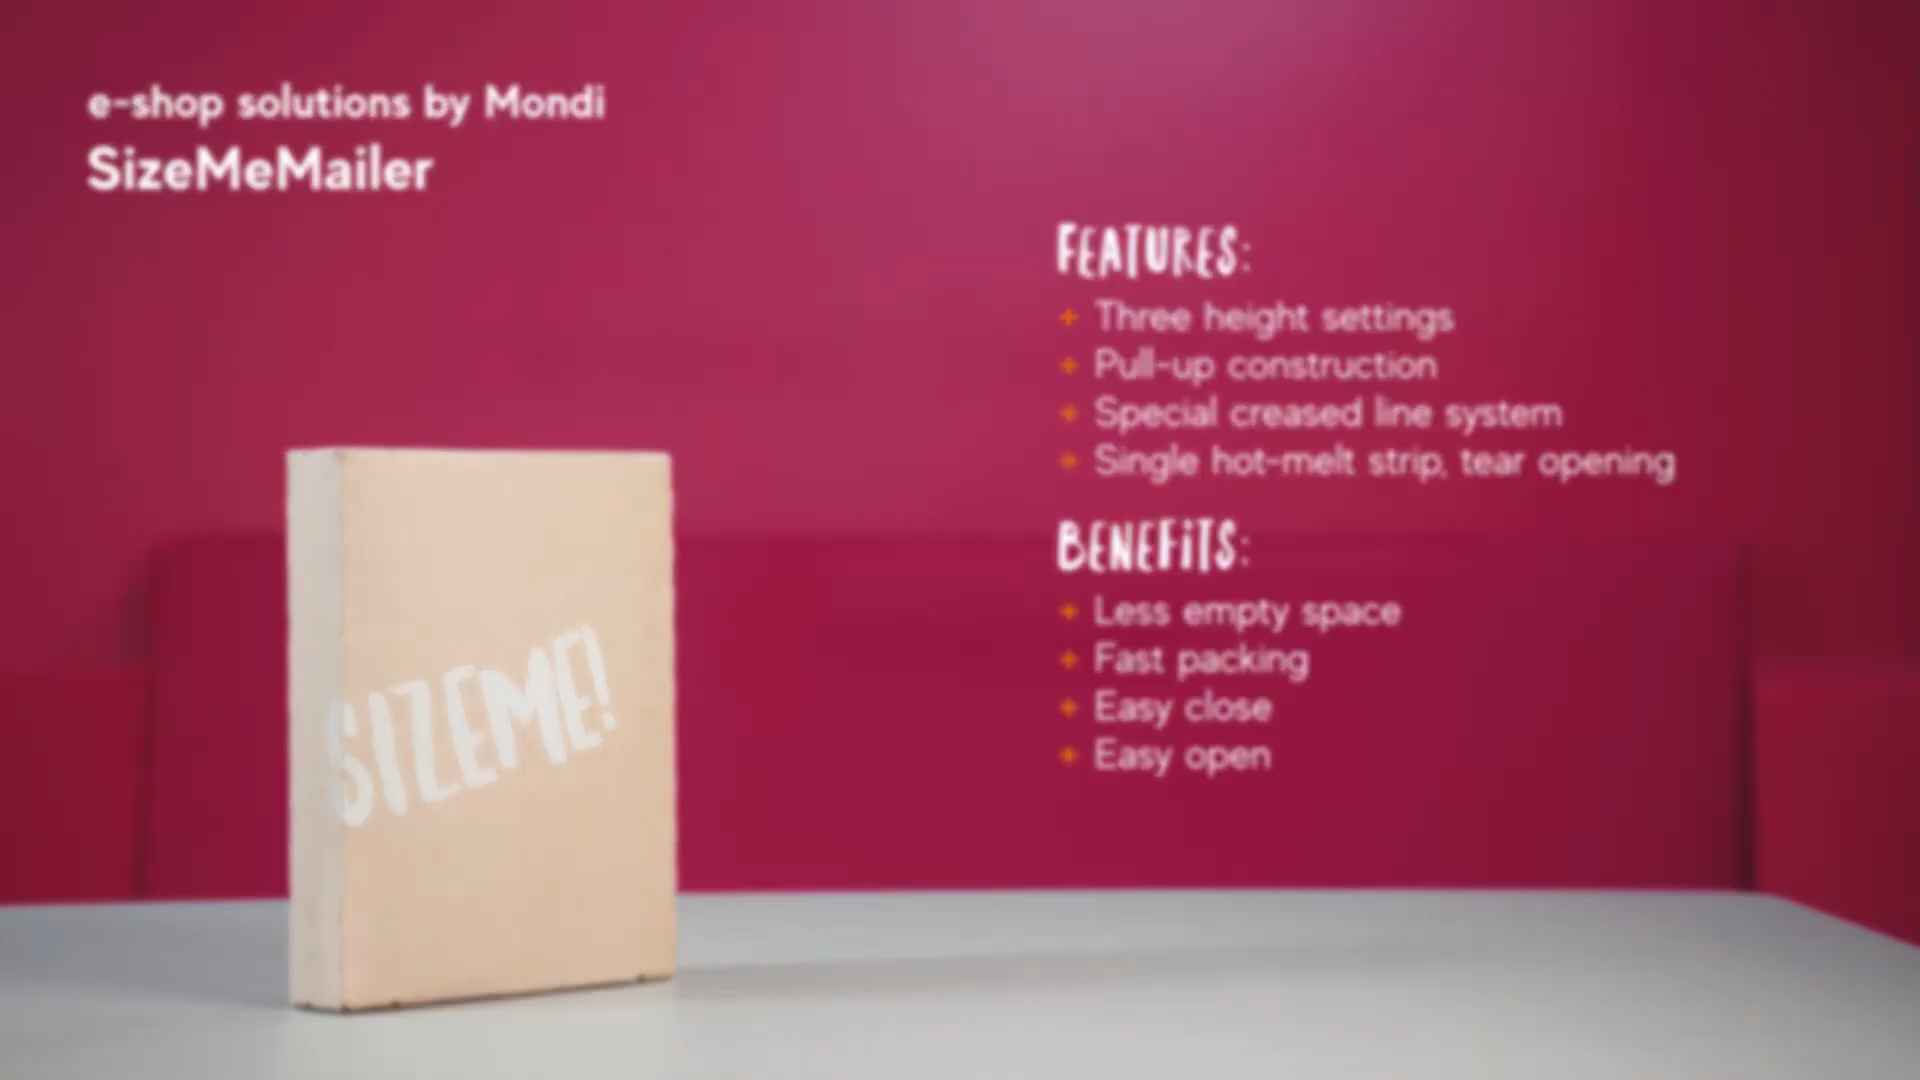 e-shop solutions by Mondi
SizeMeMailer
FEATURES:
+ Three height settings
+ Pull-up construction
+ Special creased line system
+ Single hot-melt strip, tear opening
BENEFiTS:
+ Less empty space
+ Fast packing
+ Easy close
+ Easy open
SIZEME!